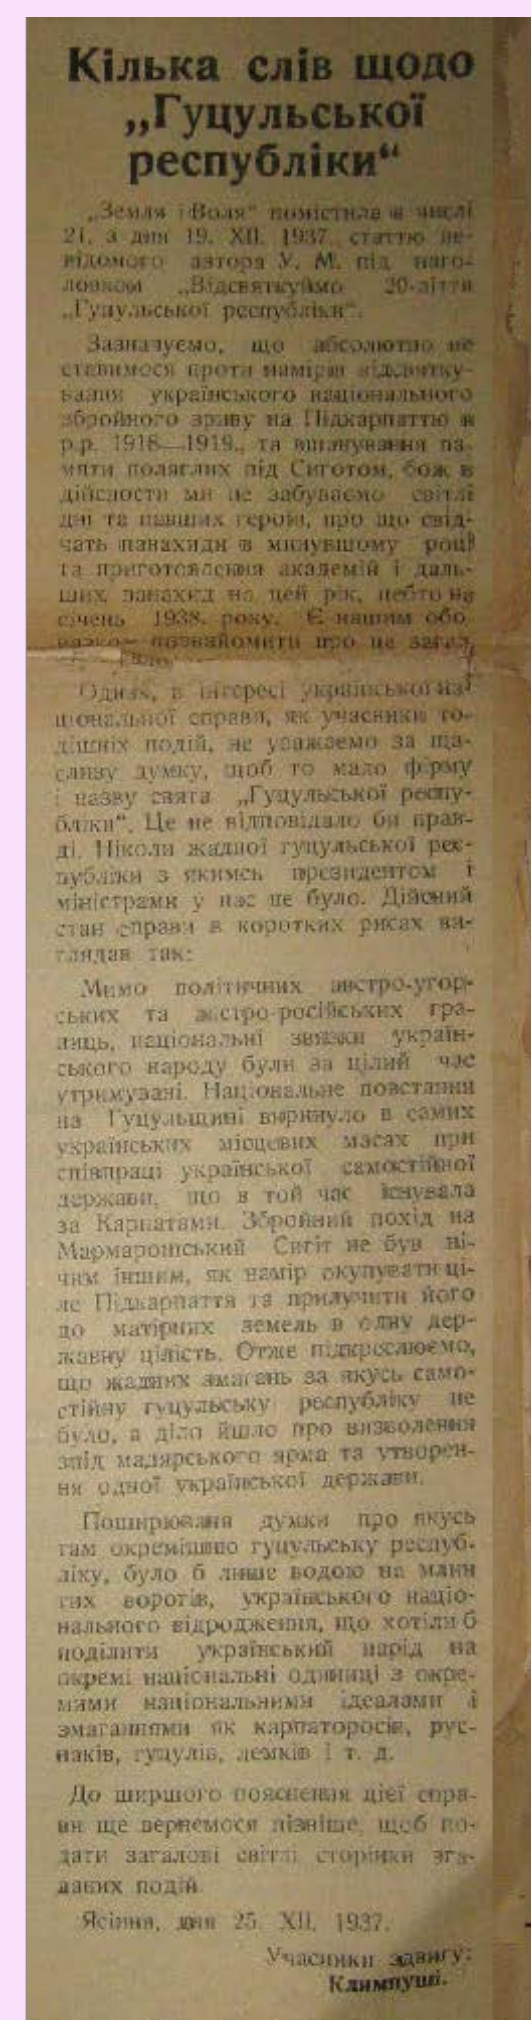 Кілька слів щодо
„Гуцульської
республіки“
„Земля і Воля“ помістила в числі
21. з дня 19. XII. 1937. статтю не-
відомого автора У. М. під наго-
ловком „Відсвяткуймо 20-ліття
„Гуцульської республіки“.
Зазначуємо, що абсолютно не
ставимося проти намірів відсвятку-
вання українського національного
збройного зриву на Підкарпаттю в
р.р. 1918—1919., та вшанування па-
мяти поляглих під Сиготом, бож в
дійсности ми не забуваємо світлі
дні та павших героїв, про що свід-
чать панахиди в минувшому році
та приготовлення академій і даль-
ших панахид на цей рік, цебто на
січень 1938. року. Є нашим обо
познайомити про це загал.
Однак, в інтересі української на-
ціональної справи, як учасники то-
дішніх подій, не уважаємо за ща-
сливу думку, щоб то мало форму
і назву свята „Гуцульської респу-
бліки“. Це не відповідало би прав-
ді. Ніколи жадної гуцульської рес-
публіки з якимсь президентом і
міністрами у нас не було. Дійсний
стан справи в коротких рисах ви-
глядав так:
Мимо політичних австро-угор-
ських та австро-російських гра-
ниць, національні звязки україн-
ського народу були за цілий час
утримувані. Національне повстання
на Гуцульщині виринуло в самих
українських місцевих масах при
співпраці української самостійної
держави, що в той час існувала
за Карпатами. Збройний похід на
Мармарошський Сигіт не був ні-
чим іншим, як намір окупувати ці-
ле Підкарпаття та прилучити його
до матірних земель в одну дер-
жавну цілість. Отже підкреслюємо,
що жадних змагань за якусь само-
стійну гуцульську республіку не
було, а діло йшло про визволення
зпід мадярського ярма та утворен-
ня одної української держави.
Поширювання думки про якусь
там окремішню гуцульську респуб-
ліку, було б лише водою на млин
тих ворогів, українського націо-
нального відродження, що хотіли б
поділити український нарід на
окремі національні одиниці з окре-
мими національними ідеалами і
змаганнями як карпаторосів, рус-
наків, гуцулів, лемків і т. д.
До ширшого пояснення цієї спра-
ви ще вернемося пізніше, щоб по-
дати загалові світлі сторінки зга-
даних подій.
Ясіння, дня 25. XII. 1937.
Учасники здвигу:
Климпуші.